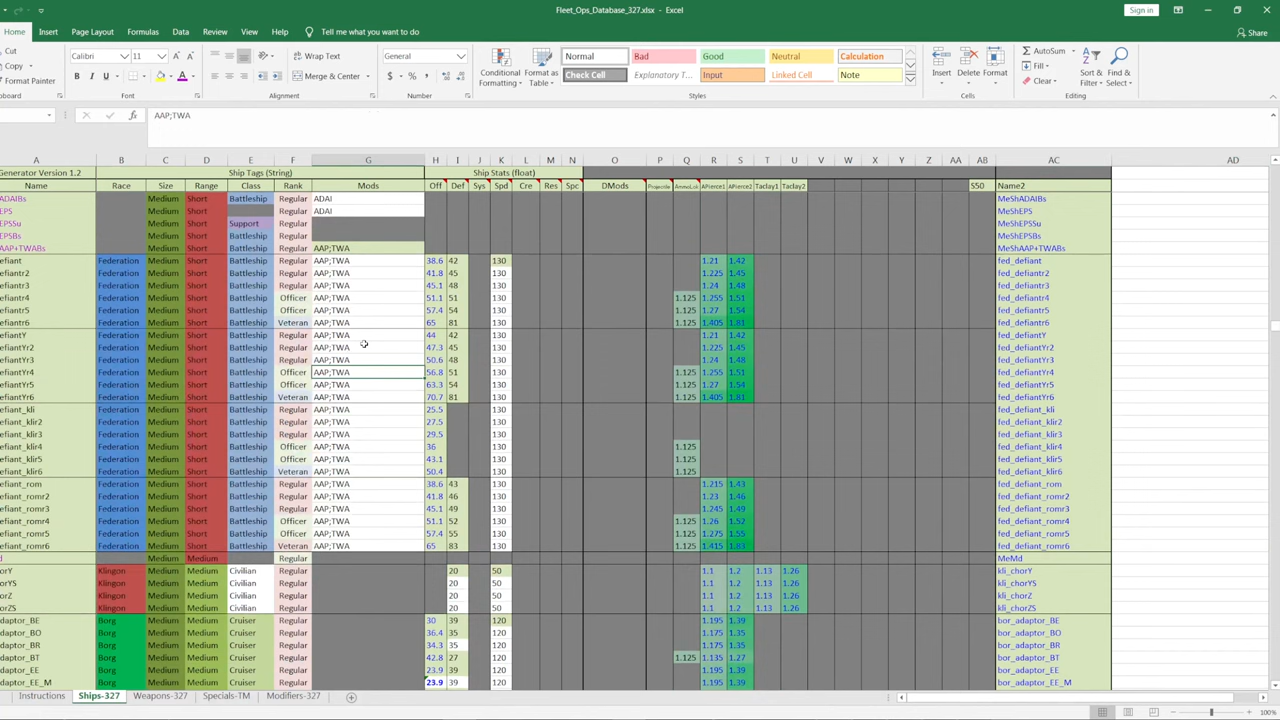 Fleet_Ops_Database_327.xlsx - Excel
Sign in
Home Insert Page Layout Formulas Data Review View Help Tell me what you want to do
Share
Cut
Copy
Format Painter
Calibri 11
B I U
Font
Wrap Text
Merge & Center
Alignment
General
$ % ,
Number
Conditional Formatting
Format as Table
Normal Bad Good Neutral Calculation
Check Cell Explanatory T... Input Linked Cell Note
Styles
Insert Delete Format
Cells
AutoSum
Fill
Clear
Sort & Filter
Find & Select
Editing
fx AAP;TWA
A B C D E F G H I J K L M N O P Q R S T U V W X Y Z AA AB AC AD
Generator Version 1.2 Ship Tags (String) Ship Stats (float)
Name Race Size Range Class Rank Mods Off Def Sys Spd Cre Res Spc DMods Projectile AmmoLok APierce1 APierce2 Taclay1 Taclay2 S50 Name2
ADAIBs Medium Short Battleship Regular ADAI MeShADAIBs
EPS Medium Short Regular ADAI MeShEPS
EPSSu Medium Short Support Regular MeShEPSSu
EPSBs Medium Short Battleship Regular MeShEPSBs
AAP+TWABs Medium Short Battleship Regular AAP;TWA MeShAAP+TWABs
efiant Federation Medium Short Battleship Regular AAP;TWA 38.6 42 130 1.21 1.42 fed_defiant
efiantr2 Federation Medium Short Battleship Regular AAP;TWA 41.8 45 130 1.225 1.45 fed_defiantr2
efiantr3 Federation Medium Short Battleship Regular AAP;TWA 45.1 48 130 1.24 1.48 fed_defiantr3
efiantr4 Federation Medium Short Battleship Officer AAP;TWA 51.1 51 130 1.125 1.255 1.51 fed_defiantr4
efiantr5 Federation Medium Short Battleship Officer AAP;TWA 57.4 54 130 1.125 1.27 1.54 fed_defiantr5
efiantr6 Federation Medium Short Battleship Veteran AAP;TWA 65 81 130 1.125 1.405 1.81 fed_defiantr6
efiantY Federation Medium Short Battleship Regular AAP;TWA 44 42 130 1.21 1.42 fed_defiantY
efiantYr2 Federation Medium Short Battleship Regular AAP;TWA 47.3 45 130 1.225 1.45 fed_defiantYr2
efiantYr3 Federation Medium Short Battleship Regular AAP;TWA 50.6 48 130 1.24 1.48 fed_defiantYr3
efiantYr4 Federation Medium Short Battleship Officer AAP;TWA 56.8 51 130 1.125 1.255 1.51 fed_defiantYr4
efiantYr5 Federation Medium Short Battleship Officer AAP;TWA 63.3 54 130 1.125 1.27 1.54 fed_defiantYr5
efiantYr6 Federation Medium Short Battleship Veteran AAP;TWA 70.7 81 130 1.125 1.405 1.81 fed_defiantYr6
efiant_kli Federation Medium Short Battleship Regular AAP;TWA 25.5 130 fed_defiant_kli
efiant_klir2 Federation Medium Short Battleship Regular AAP;TWA 27.5 130 fed_defiant_klir2
efiant_klir3 Federation Medium Short Battleship Regular AAP;TWA 29.5 130 fed_defiant_klir3
efiant_klir4 Federation Medium Short Battleship Officer AAP;TWA 36 130 1.125 fed_defiant_klir4
efiant_klir5 Federation Medium Short Battleship Officer AAP;TWA 43.1 130 1.125 fed_defiant_klir5
efiant_klir6 Federation Medium Short Battleship Veteran AAP;TWA 50.4 130 1.125 fed_defiant_klir6
efiant_rom Federation Medium Short Battleship Regular AAP;TWA 38.6 43 130 1.215 1.43 fed_defiant_rom
efiant_romr2 Federation Medium Short Battleship Regular AAP;TWA 41.8 46 130 1.23 1.46 fed_defiant_romr2
efiant_romr3 Federation Medium Short Battleship Regular AAP;TWA 45.1 49 130 1.245 1.49 fed_defiant_romr3
efiant_romr4 Federation Medium Short Battleship Officer AAP;TWA 51.1 52 130 1.125 1.26 1.52 fed_defiant_romr4
efiant_romr5 Federation Medium Short Battleship Officer AAP;TWA 57.4 55 130 1.125 1.275 1.55 fed_defiant_romr5
efiant_romr6 Federation Medium Short Battleship Veteran AAP;TWA 65 83 130 1.125 1.415 1.83 fed_defiant_romr6
d Medium Medium Regular MeMd
horY Klingon Medium Medium Civilian Regular 20 50 1.1 1.2 1.13 1.26 kli_chorY
horYS Klingon Medium Medium Civilian Regular 20 50 1.1 1.2 1.13 1.26 kli_chorYS
horZ Klingon Medium Medium Civilian Regular 20 50 1.1 1.2 1.13 1.26 kli_chorZ
horZS Klingon Medium Medium Civilian Regular 20 50 1.1 1.2 1.13 1.26 kli_chorZS
daptor_BE Borg Medium Medium Cruiser Regular 30 39 120 1.195 1.39 bor_adaptor_BE
daptor_BO Borg Medium Medium Cruiser Regular 36.4 35 120 1.175 1.35 bor_adaptor_BO
daptor_BR Borg Medium Medium Cruiser Regular 34.3 35 120 1.175 1.35 bor_adaptor_BR
daptor_BT Borg Medium Medium Cruiser Regular 42.8 27 120 1.125 1.135 1.27 bor_adaptor_BT
daptor_EE Borg Medium Medium Cruiser Regular 23.9 39 120 1.195 1.39 bor_adaptor_EE
daptor_EE_M Borg Medium Medium Cruiser Regular 23.9 39 120 1.195 1.39 bor_adaptor_EE_M
Instructions Ships-327 Weapons-327 Specials-TM Modifiers-327
100%